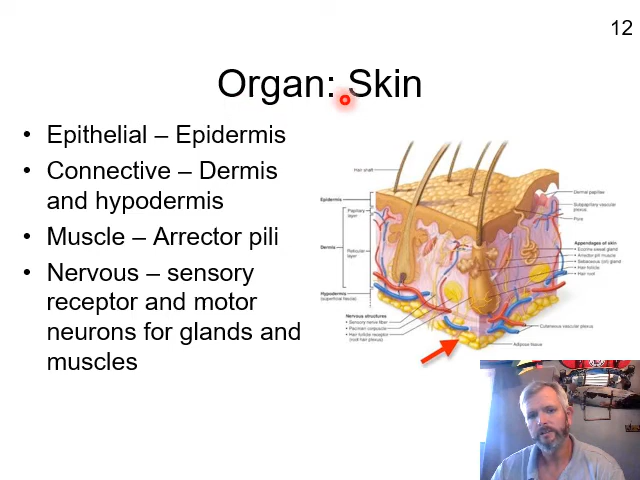 12
Organ: Skin
• Epithelial – Epidermis
• Connective – Dermis
and hypodermis
• Muscle – Arrector pili
• Nervous – sensory
receptor and motor
neurons for glands and
muscles
Hair shaft
Epidermis
Papillary
layer
Dermis
Reticular
layer
Hypodermis
(superficial fascia)
Nervous structures
• Sensory nerve fiber
• Pacinian corpuscle
• Hair follicle receptor
(root hair plexus)
Dermal papillae
Subpapillary vascular
plexus
Pore
Appendages of skin
• Eccrine sweat gland
• Arrector pili muscle
• Sebaceous (oil) gland
• Hair follicle
• Hair root
Cutaneous vascular plexus
Adipose tissue